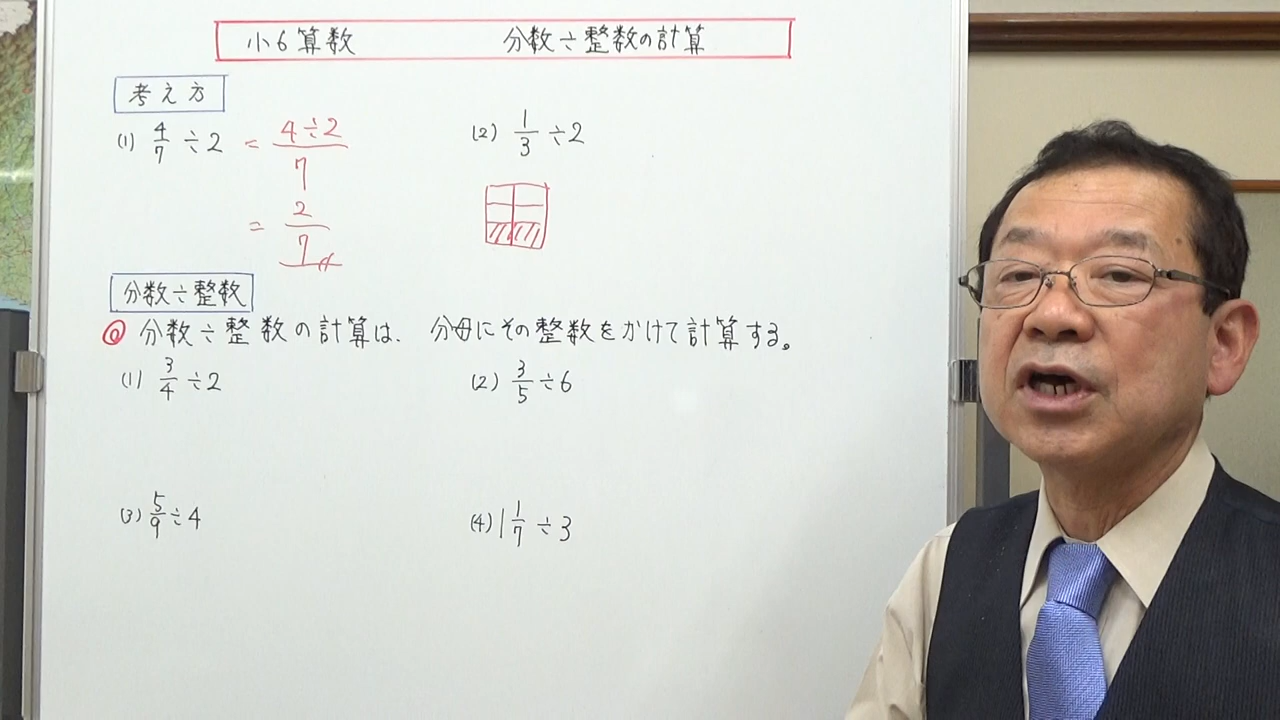 小6算数 分数÷整数の計算
考え方
(1) 4/7 ÷2 = 4÷2/7
= 2/7
(2) 1/3 ÷2
分数÷整数
◎ 分数÷整数の計算は、分母にその整数をかけて計算する。
(1) 3/4 ÷2 (2) 3/5 ÷6
(3) 5/9 ÷4 (4) 1 1/7 ÷3